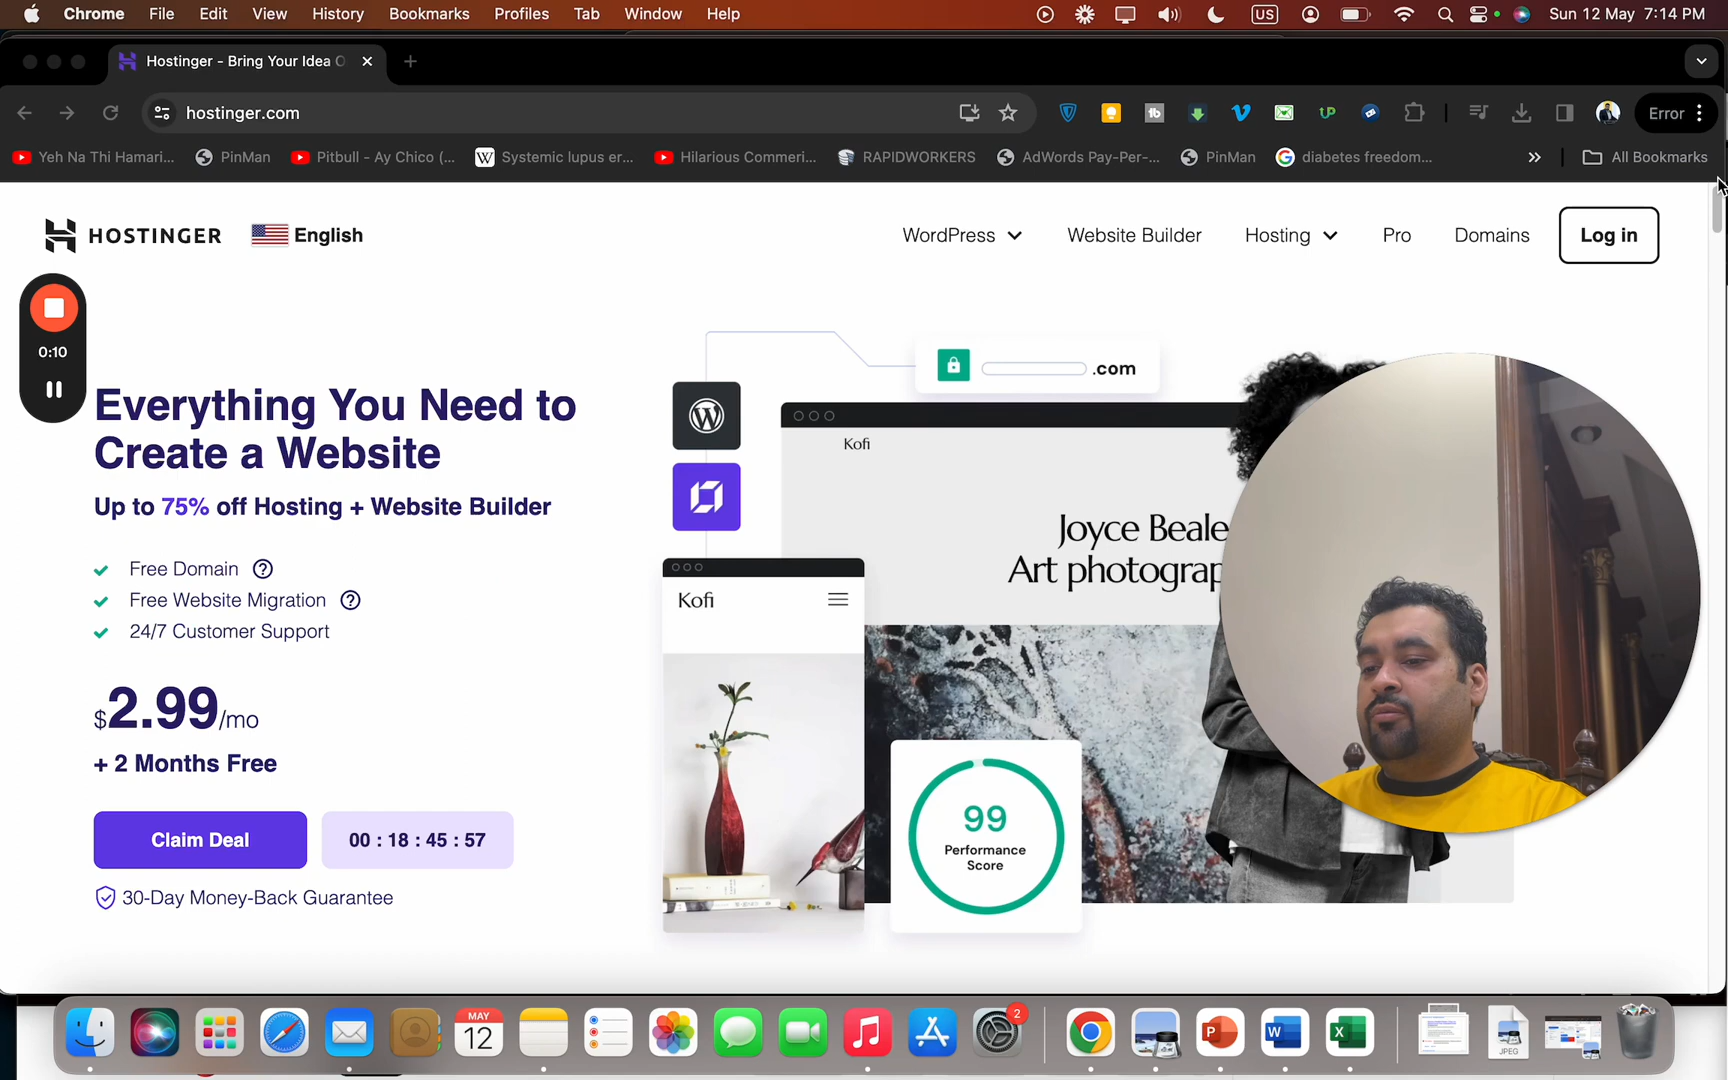 Chrome File Edit View History Bookmarks Profiles Tab Window Help US Sun 12 May 7:14 PM
Hostinger - Bring Your Idea O
hostinger.com tb UP Error
Yeh Na Thi Hamari... PinMan Pitbull - Ay Chico (... W Systemic lupus er... Hilarious Commeri... RAPIDWORKERS AdWords Pay-Per-... PinMan diabetes freedom... All Bookmarks
HOSTINGER English WordPress Website Builder Hosting Pro Domains Log in
0:10
.com
Kofi
Everything You Need to
Create a Website
Up to 75% off Hosting + Website Builder
Joyce Beale
Art photograp
Free Domain
Free Website Migration
24/7 Customer Support
Kofi
$2.99/mo
+ 2 Months Free
Claim Deal 00 : 18 : 45 : 57
30-Day Money-Back Guarantee
99
Performance
Score
MAY
12
2
P
W
X
JPEG